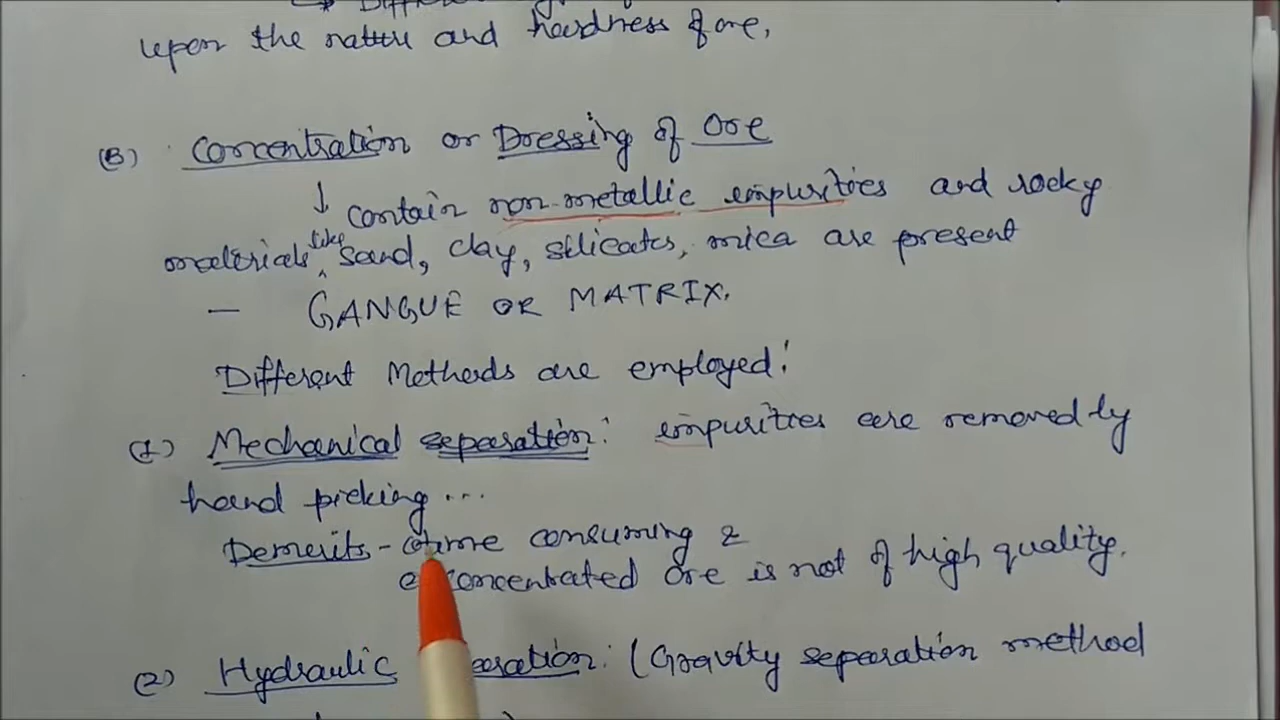 → Diff
upon the nature and hardness of ore.
(B) Concentration or Dressing of Ore
↓ contain non-metallic impurities and rocky
materials like sand, clay, silicates, mica are present
— GANGUE OR MATRIX.
Different Methods are employed:
(1) Mechanical separation: impurities are removed by
hand picking...
Demerits - time consuming &
concentrated ore is not of high quality.
(2) Hydraulic separation: (Gravity separation method